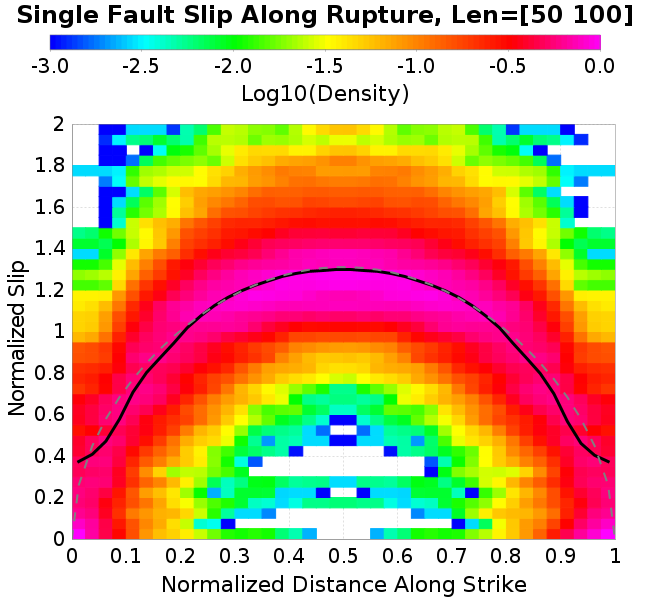 Single Fault Slip Along Rupture, Len=[50 100]
-3.0 -2.5 -2.0 -1.5 -1.0 -0.5 0.0
Log10(Density)
Normalized Slip
2
1.8
1.6
1.4
1.2
1
0.8
0.6
0.4
0.2
0
0 0.1 0.2 0.3 0.4 0.5 0.6 0.7 0.8 0.9 1
Normalized Distance Along Strike